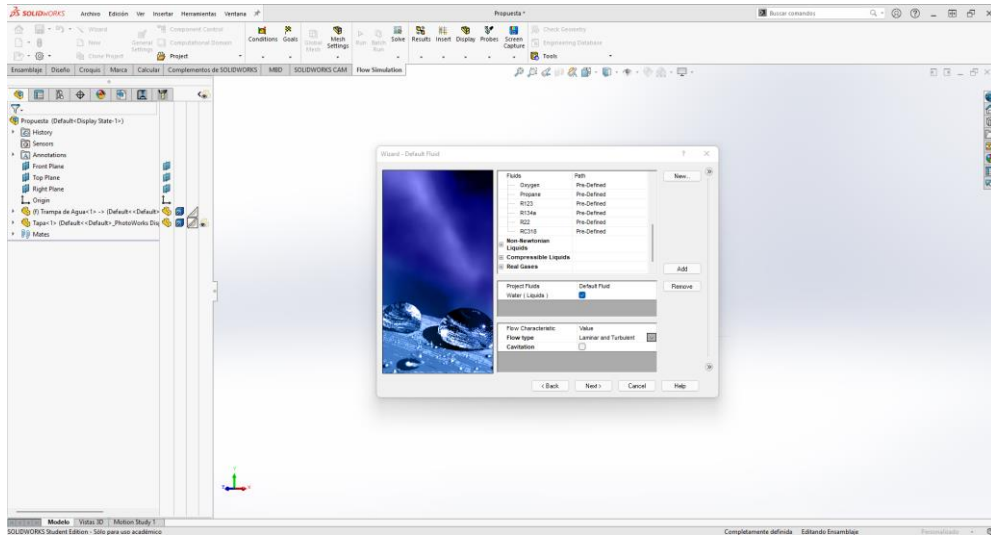 SOLIDWORKS Archivo Edición Ver Insertar Herramientas Ventana Propuesta * Buscar comandos
Wizard Component Control
New General Settings Computational Domain Conditions Goals Global Mesh Mesh Settings Run Batch Run Solve Results Insert Display Probes Screen Capture Check Geometry
Engineering Database
Clone Project Project Tools
Ensamblaje Diseño Croquis Marca Calcular Complementos de SOLIDWORKS MBD SOLIDWORKS CAM Flow Simulation
Propuesta (Default<Display State-1>)
History
Sensors
Annotations
Front Plane
Top Plane
Right Plane
Origin
(f) Trampa de Agua<1> -> (Default<<Default>
Tapa<1> (Default<<Default>_PhotoWorks Dis
Mates
Wizard - Default Fluid ? ×
Fluids Path New...
Oxygen Pre-Defined
Propane Pre-Defined
R123 Pre-Defined
R134a Pre-Defined
R22 Pre-Defined
RC318 Pre-Defined
Non-Newtonian Liquids
Compressible Liquids
Real Gases Add
Project Fluids Default Fluid Remove
Water ( Liquids )
Flow Characteristic Value
Flow type Laminar and Turbulent
Cavitation
< Back Next > Cancel Help
Modelo Vistas 3D Motion Study 1
SOLIDWORKS Student Edition - Sólo para uso académico Completamente definida Editando Ensamblaje Personalizado